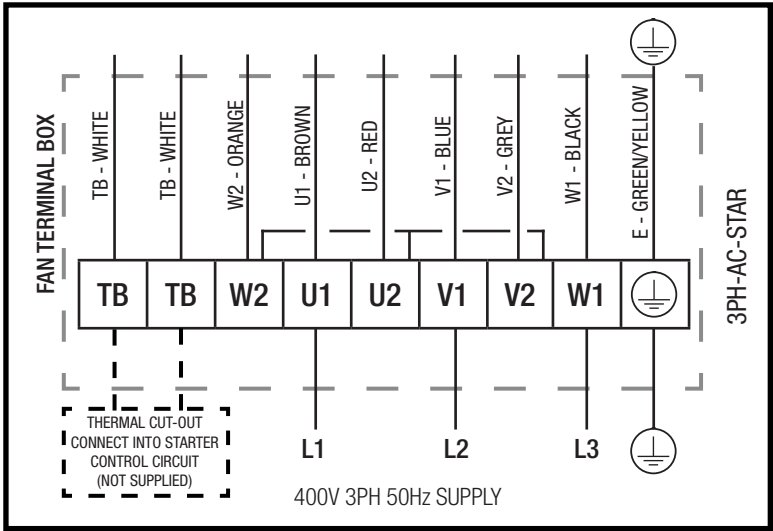 FAN TERMINAL BOX
TB - WHITE
TB - WHITE
W2 - ORANGE
U1 - BROWN
U2 - RED
V1 - BLUE
V2 - GREY
W1 - BLACK
E - GREEN/YELLOW
3PH-AC-STAR
TB TB W2 U1 U2 V1 V2 W1
THERMAL CUT-OUT
CONNECT INTO STARTER
CONTROL CIRCUIT
(NOT SUPPLIED)
L1 L2 L3
400V 3PH 50Hz SUPPLY